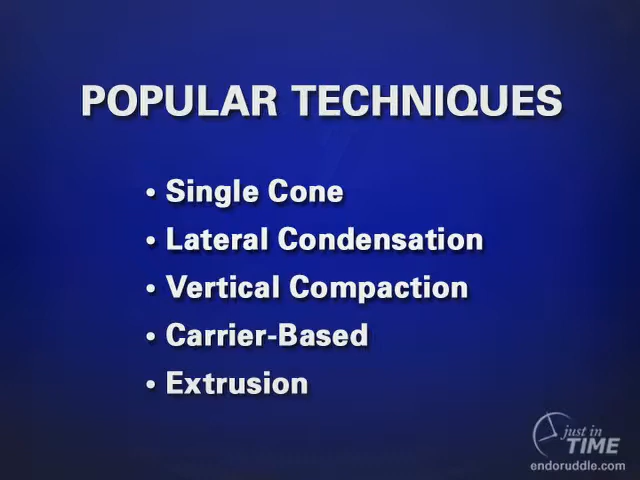 POPULAR TECHNIQUES
• Single Cone
• Lateral Condensation
• Vertical Compaction
• Carrier-Based
• Extrusion
just in
TIME
endoruddle.com